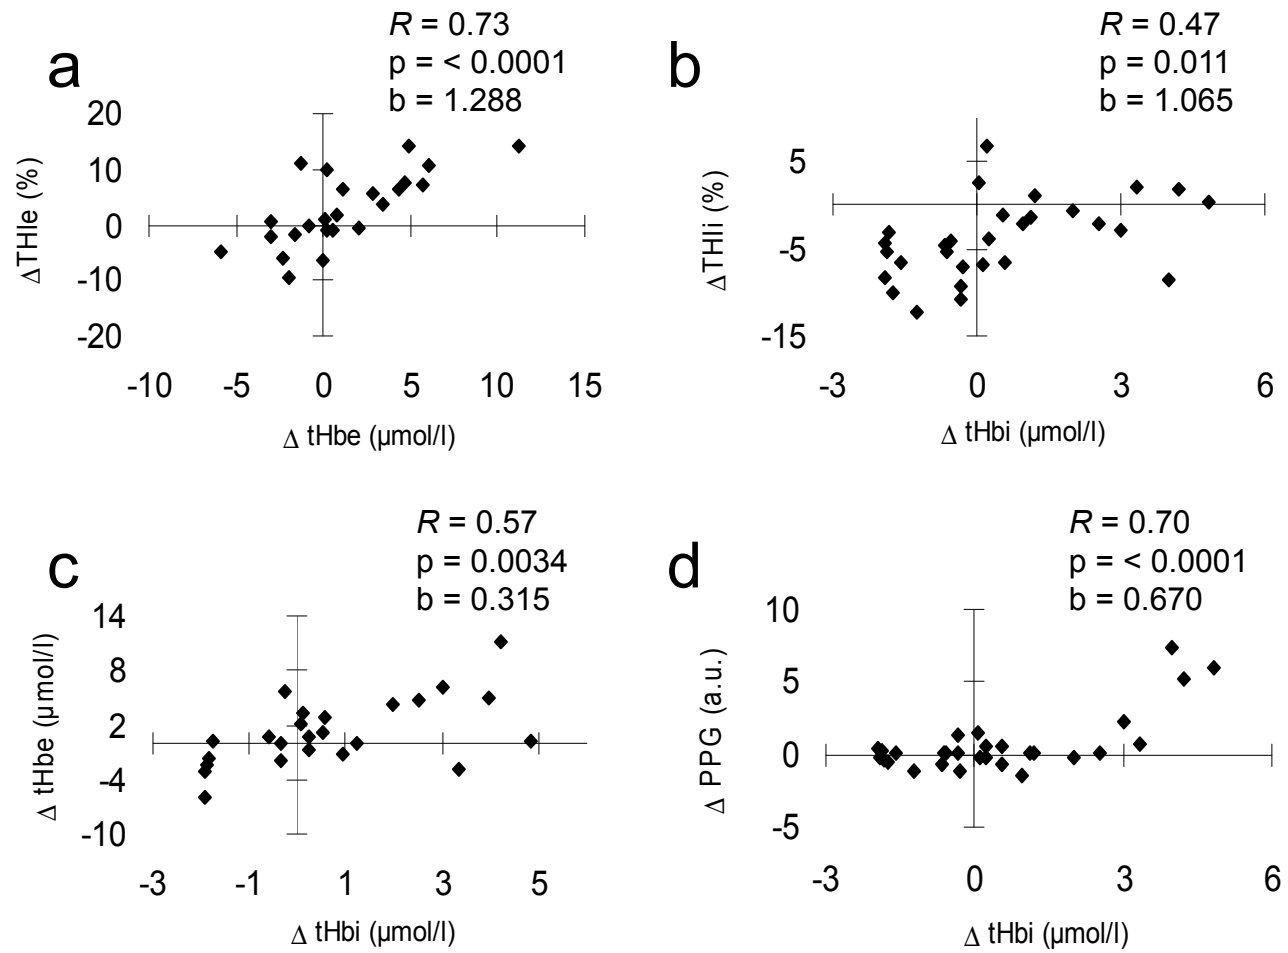 a
R = 0.73
p = < 0.0001
b = 1.288
20
10
0
-10
-20
ΔTHIe (%)
-10 -5 0 5 10 15
Δ tHbe (µmol/l)
b
R = 0.47
p = 0.011
b = 1.065
5
-5
-15
ΔTHIi (%)
-3 0 3 6
Δ tHbi (µmol/l)
c
R = 0.57
p = 0.0034
b = 0.315
14
8
2
-4
-10
Δ tHbe (µmol/l)
-3 -1 1 3 5
Δ tHbi (µmol/l)
d
R = 0.70
p = < 0.0001
b = 0.670
10
5
0
-5
Δ PPG (a.u.)
-3 0 3 6
Δ tHbi (µmol/l)